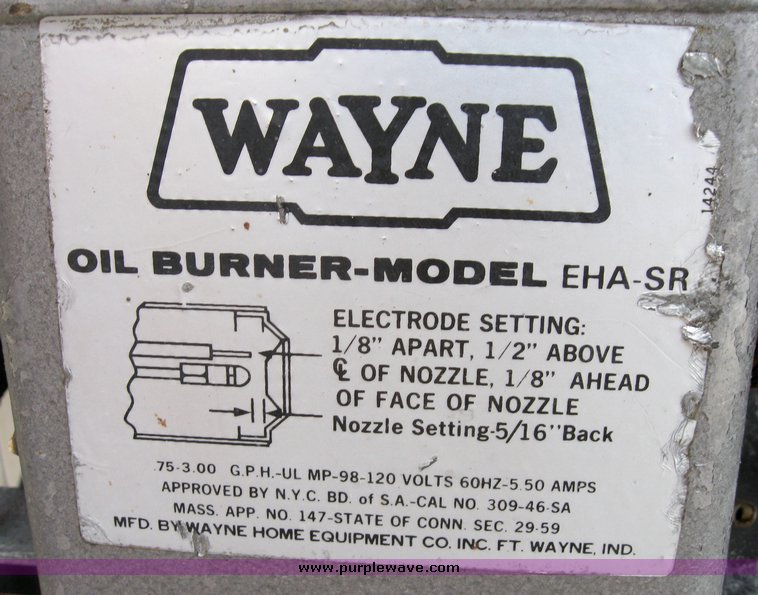 WAYNE
14244
OIL BURNER-MODEL EHA-SR
ELECTRODE SETTING:
1/8" APART, 1/2" ABOVE
℄ OF NOZZLE, 1/8" AHEAD
OF FACE OF NOZZLE
Nozzle Setting-5/16" Back
.75-3.00 G.P.H.-UL MP-98-120 VOLTS 60HZ-5.50 AMPS
APPROVED BY N.Y.C. BD. of S.A.-CAL NO. 309-46-SA
MASS. APP. NO. 147-STATE OF CONN. SEC. 29-59
MFD. BY WAYNE HOME EQUIPMENT CO. INC. FT. WAYNE, IND.
www.purplewave.com